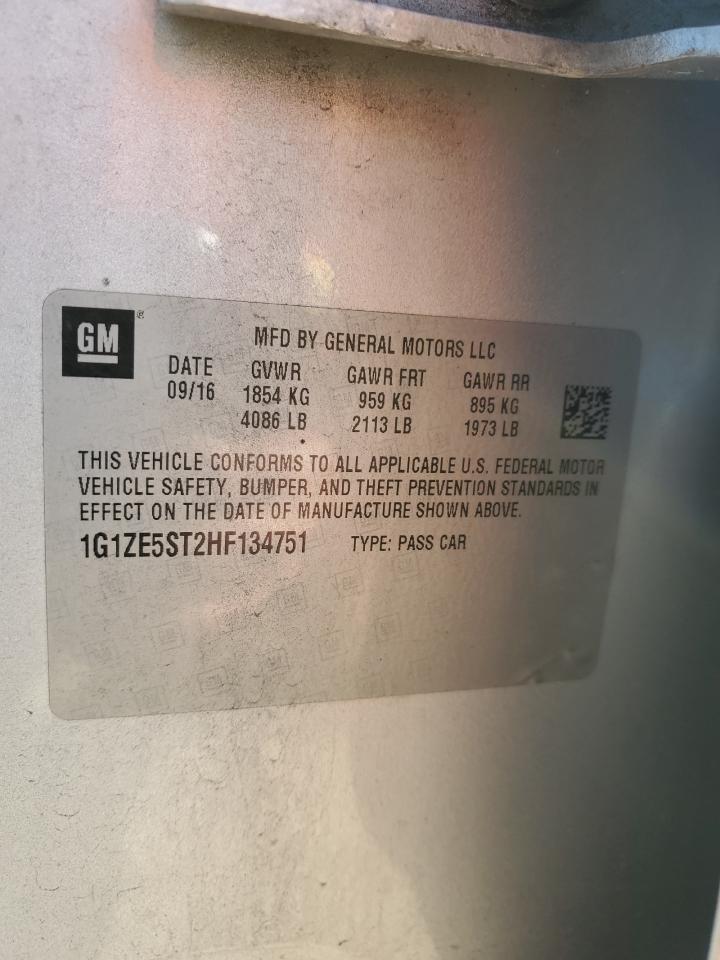 GM®
MFD BY GENERAL MOTORS LLC
DATE GVWR GAWR FRT GAWR RR
09/16 1854 KG 959 KG 895 KG
4086 LB 2113 LB 1973 LB
THIS VEHICLE CONFORMS TO ALL APPLICABLE U.S. FEDERAL MOTOR
VEHICLE SAFETY, BUMPER, AND THEFT PREVENTION STANDARDS IN
EFFECT ON THE DATE OF MANUFACTURE SHOWN ABOVE.
1G1ZE5ST2HF134751 TYPE: PASS CAR